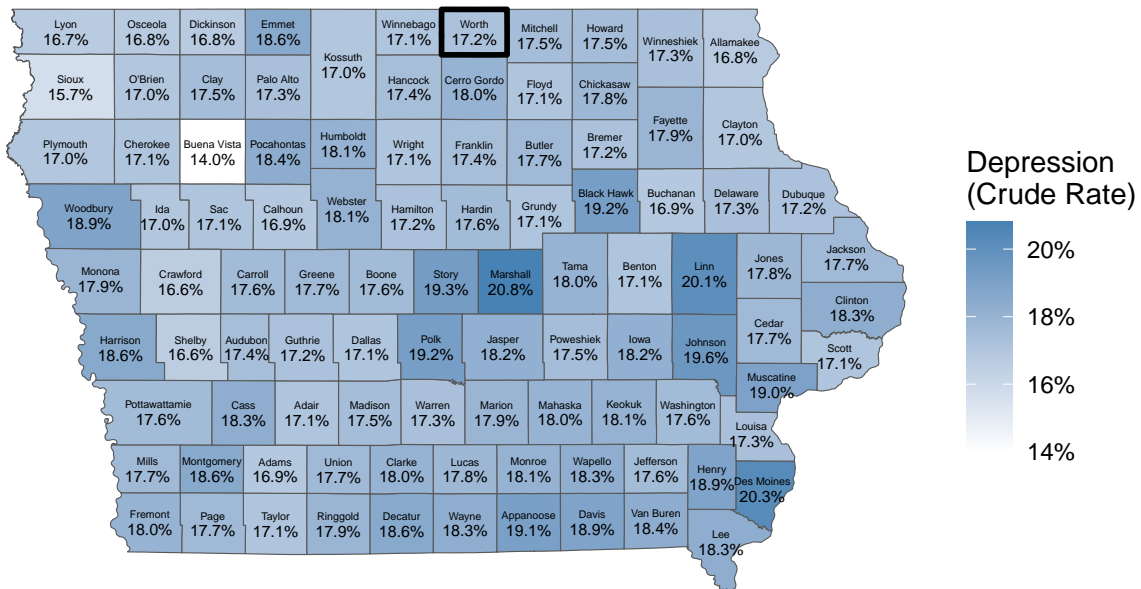 Lyon
16.7%
Osceola
16.8%
Dickinson
16.8%
Emmet
18.6%
Kossuth
17.0%
Winnebago
17.1%
Worth
17.2%
Mitchell
17.5%
Howard
17.5%
Winneshiek
17.3%
Allamakee
16.8%
Sioux
15.7%
O'Brien
17.0%
Clay
17.5%
Palo Alto
17.3%
Hancock
17.4%
Cerro Gordo
18.0%
Floyd
17.1%
Chickasaw
17.8%
Fayette
17.9%
Clayton
17.0%
Plymouth
17.0%
Cherokee
17.1%
Buena Vista
14.0%
Pocahontas
18.4%
Humboldt
18.1%
Wright
17.1%
Franklin
17.4%
Butler
17.7%
Bremer
17.2%
Woodbury
18.9%
Ida
17.0%
Sac
17.1%
Calhoun
16.9%
Webster
18.1%
Hamilton
17.2%
Hardin
17.6%
Grundy
17.1%
Black Hawk
19.2%
Buchanan
16.9%
Delaware
17.3%
Dubuque
17.2%
Monona
17.9%
Crawford
16.6%
Carroll
17.6%
Greene
17.7%
Boone
17.6%
Story
19.3%
Marshall
20.8%
Tama
18.0%
Benton
17.1%
Linn
20.1%
Jones
17.8%
Jackson
17.7%
Clinton
18.3%
Harrison
18.6%
Shelby
16.6%
Audubon
17.4%
Guthrie
17.2%
Dallas
17.1%
Polk
19.2%
Jasper
18.2%
Poweshiek
17.5%
Iowa
18.2%
Johnson
19.6%
Cedar
17.7%
Scott
17.1%
Muscatine
19.0%
Pottawattamie
17.6%
Cass
18.3%
Adair
17.1%
Madison
17.5%
Warren
17.3%
Marion
17.9%
Mahaska
18.0%
Keokuk
18.1%
Washington
17.6%
Louisa
17.3%
Mills
17.7%
Montgomery
18.6%
Adams
16.9%
Union
17.7%
Clarke
18.0%
Lucas
17.8%
Monroe
18.1%
Wapello
18.3%
Jefferson
17.6%
Henry
18.9%
Des Moines
20.3%
Fremont
18.0%
Page
17.7%
Taylor
17.1%
Ringgold
17.9%
Decatur
18.6%
Wayne
18.3%
Appanoose
19.1%
Davis
18.9%
Van Buren
18.4%
Lee
18.3%
Depression
(Crude Rate)
20%
18%
16%
14%